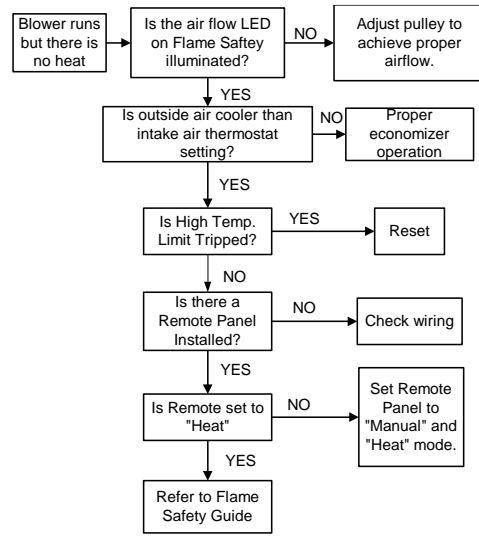 Blower runs
but there is
no heat
Is the air flow LED
on Flame Saftey
illuminated?
NO
Adjust pulley to
achieve proper
airflow.
YES
Is outside air cooler than
intake air thermostat
setting?
NO
Proper
economizer
operation
YES
Is High Temp.
Limit Tripped?
YES
Reset
NO
Is there a
Remote Panel
Installed?
NO
Check wiring
YES
Is Remote set to
"Heat"
NO
Set Remote
Panel to
"Manual" and
"Heat" mode.
YES
Refer to Flame
Safety Guide